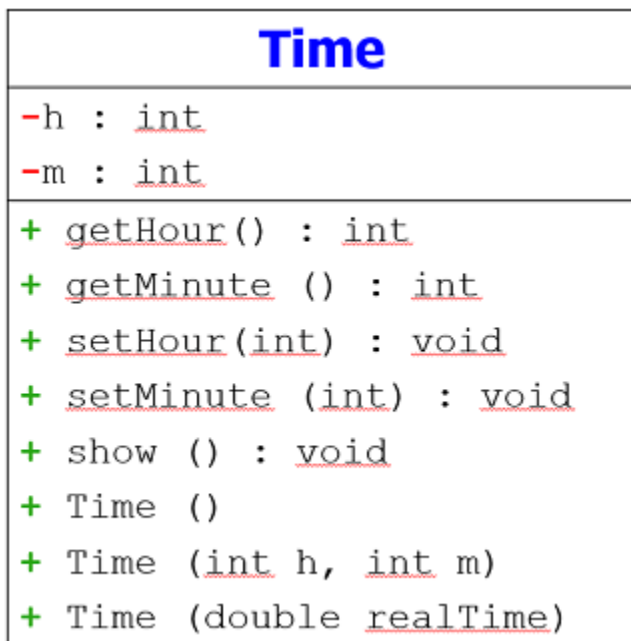 Time
-h : int
-m : int
+ getHour() : int
+ getMinute () : int
+ setHour(int) : void
+ setMinute (int) : void
+ show () : void
+ Time ()
+ Time (int h, int m)
+ Time (double realTime)